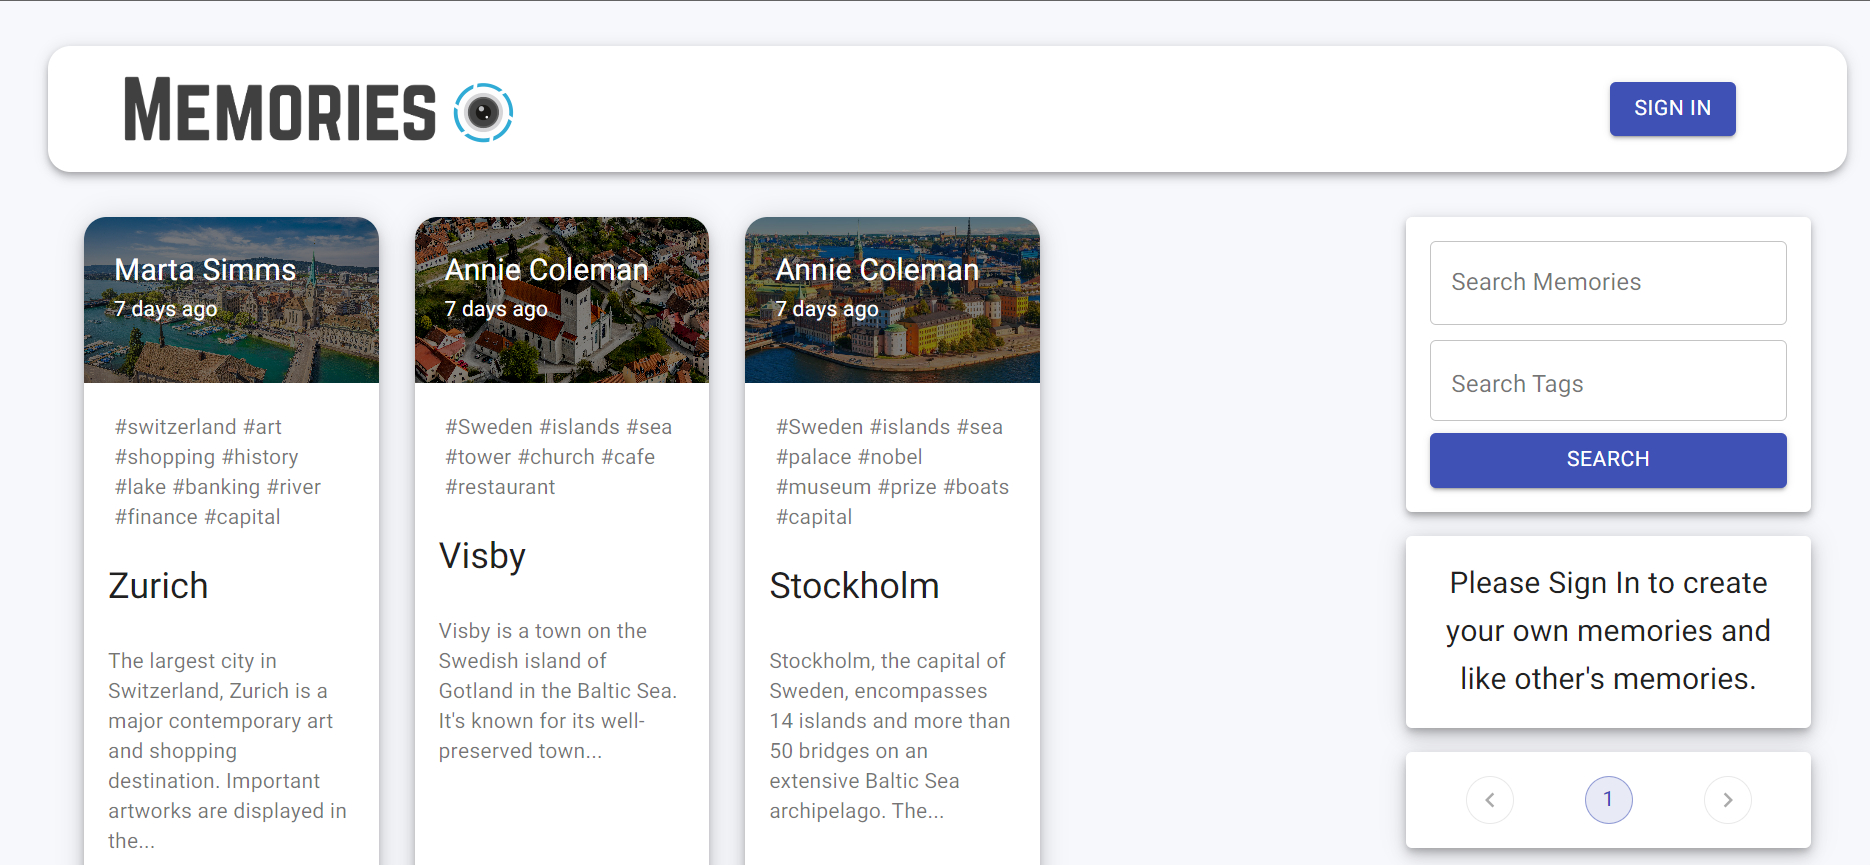 MEMORIES
SIGN IN
Marta Simms
7 days ago
#switzerland #art
#shopping #history
#lake #banking #river
#finance #capital
Zurich
The largest city in
Switzerland, Zurich is a
major contemporary art
and shopping
destination. Important
artworks are displayed in
the...
Annie Coleman
7 days ago
#Sweden #islands #sea
#tower #church #cafe
#restaurant
Visby
Visby is a town on the
Swedish island of
Gotland in the Baltic Sea.
It's known for its well-
preserved town...
Annie Coleman
7 days ago
#Sweden #islands #sea
#palace #nobel
#museum #prize #boats
#capital
Stockholm
Stockholm, the capital of
Sweden, encompasses
14 islands and more than
50 bridges on an
extensive Baltic Sea
archipelago. The...
Search Memories
Search Tags
SEARCH
Please Sign In to create
your own memories and
like other's memories.
1